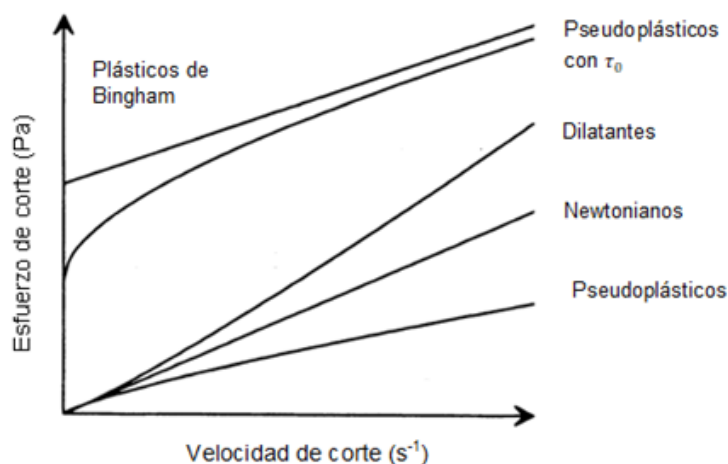 Esfuerzo de corte (Pa)
Plásticos de
Bingham
Pseudoplásticos
con τ₀
Dilatantes
Newtonianos
Pseudoplásticos
Velocidad de corte (s⁻¹)